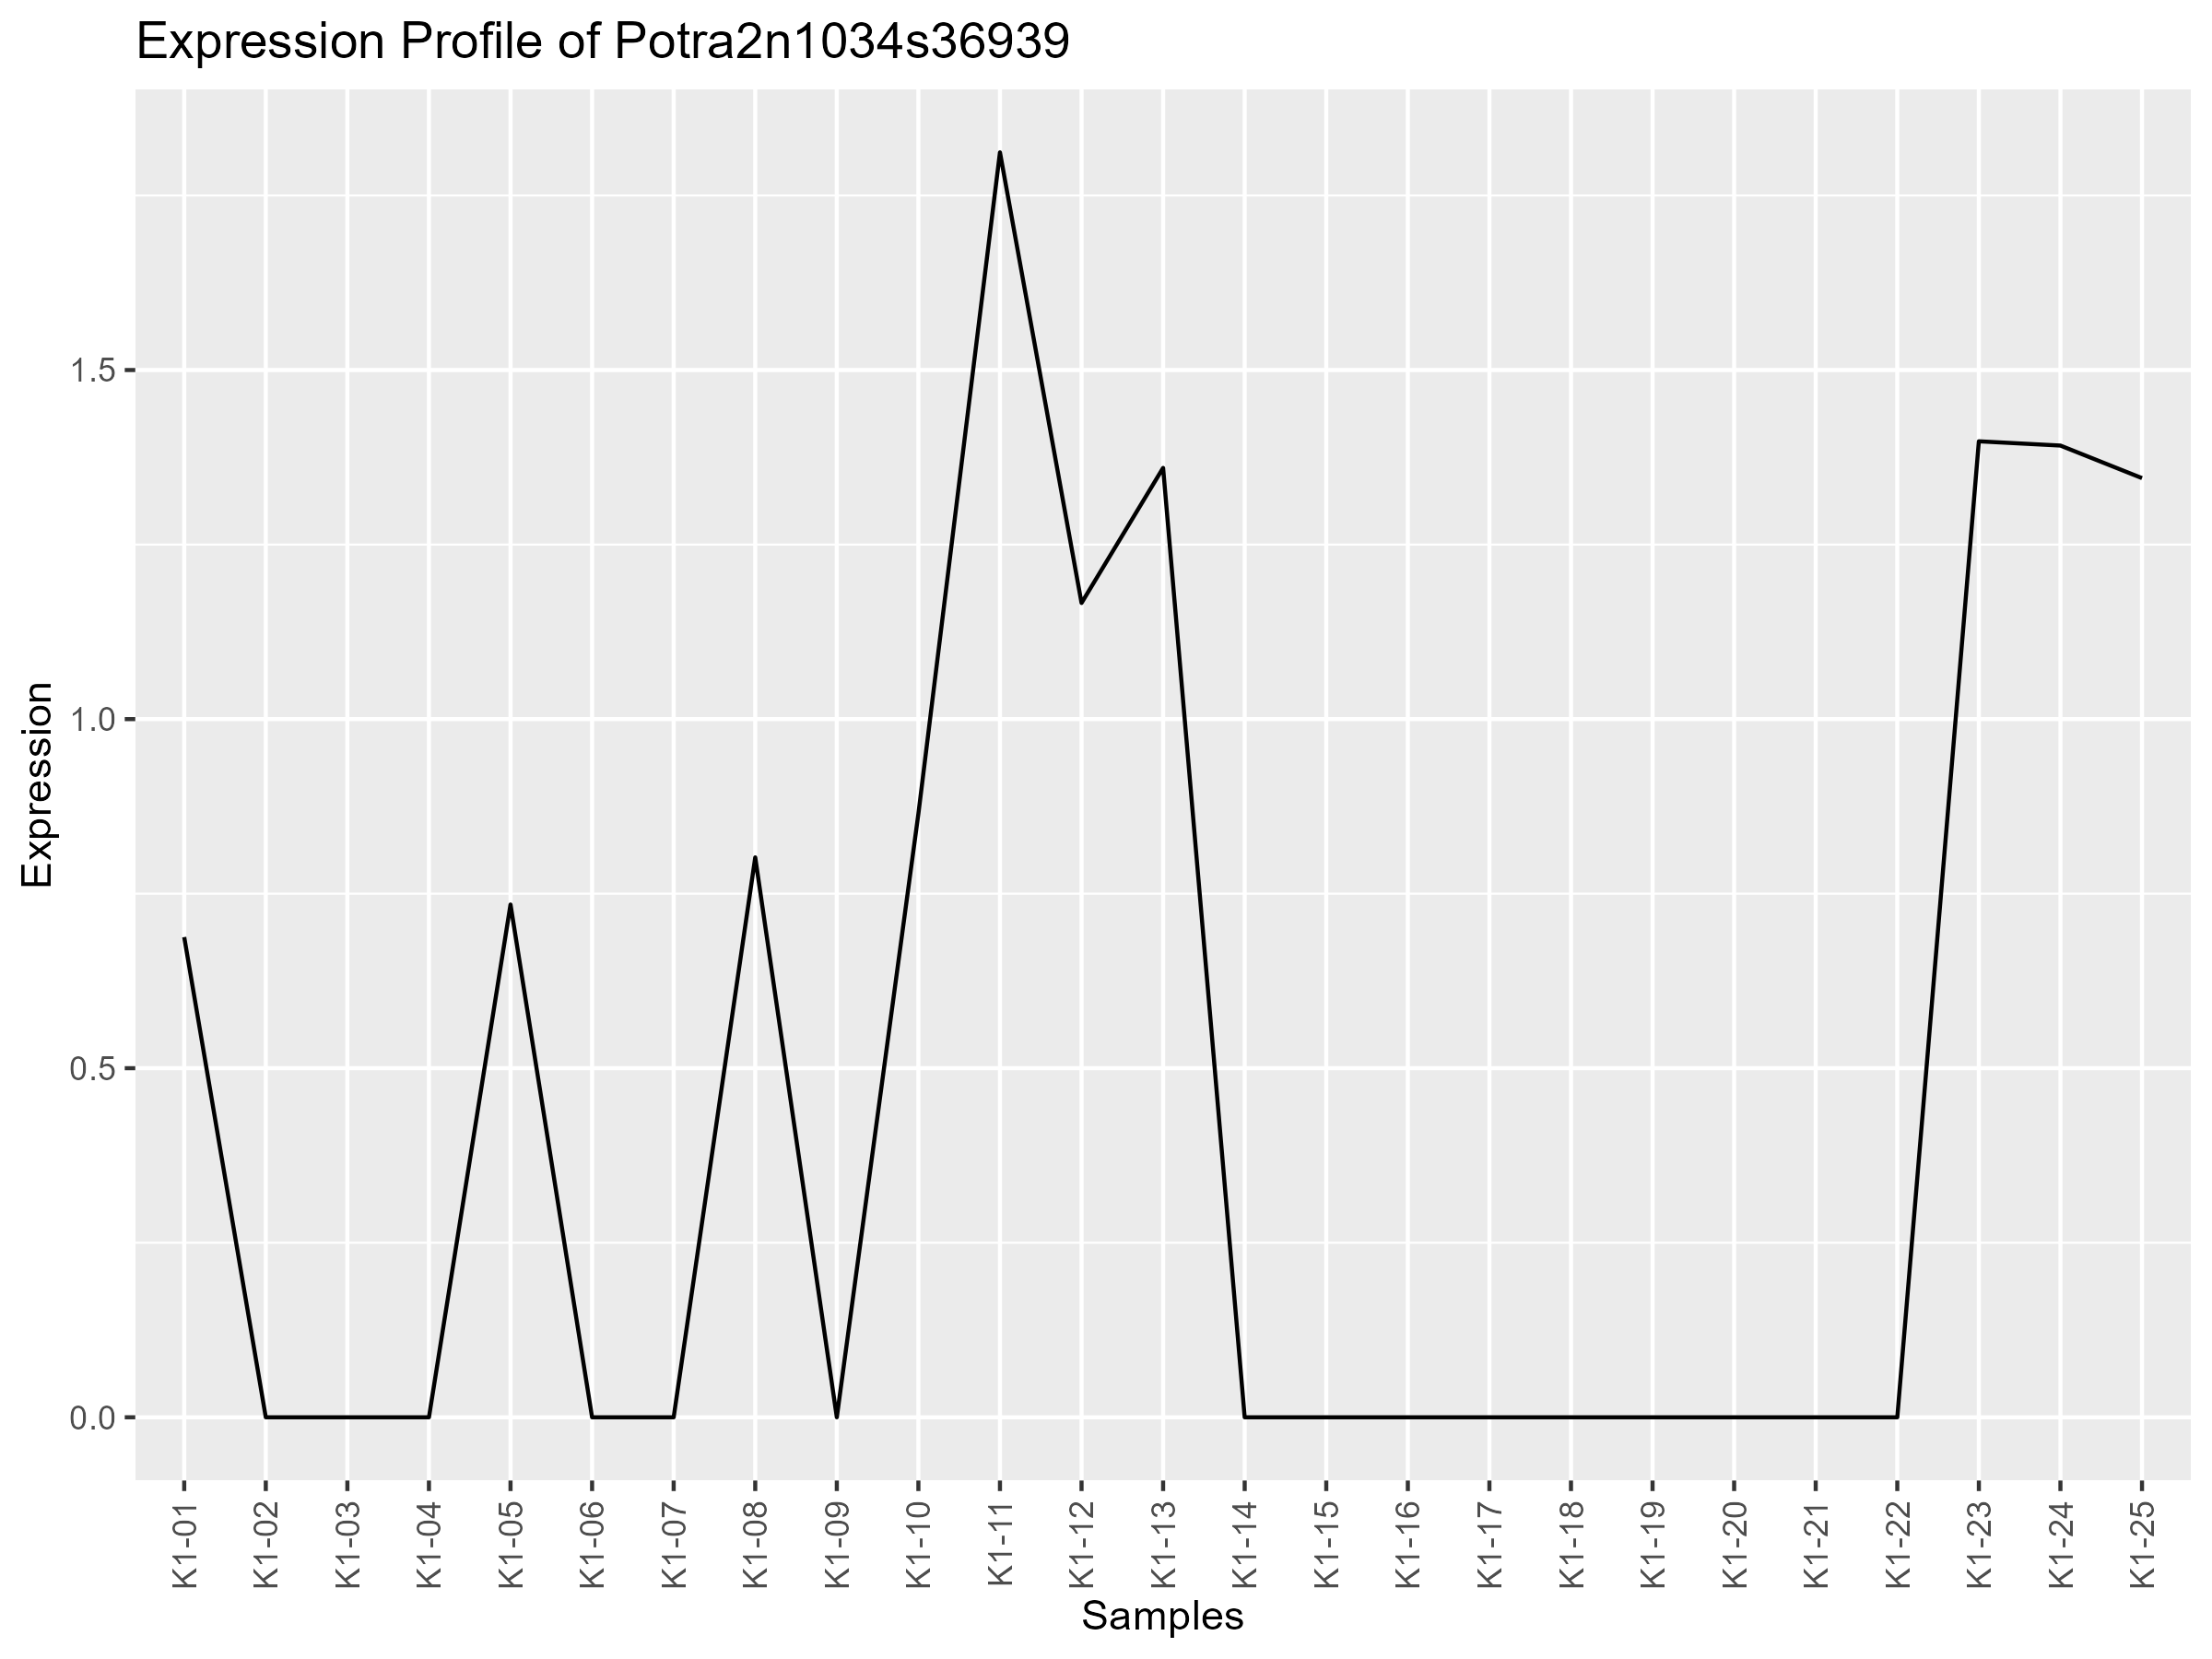 Expression Profile of Potra2n1034s36939
Expression
1.5
1.0
0.5
0.0
K1-01
K1-02
K1-03
K1-04
K1-05
K1-06
K1-07
K1-08
K1-09
K1-10
K1-11
K1-12
K1-13
K1-14
K1-15
K1-16
K1-17
K1-18
K1-19
K1-20
K1-21
K1-22
K1-23
K1-24
K1-25
Samples